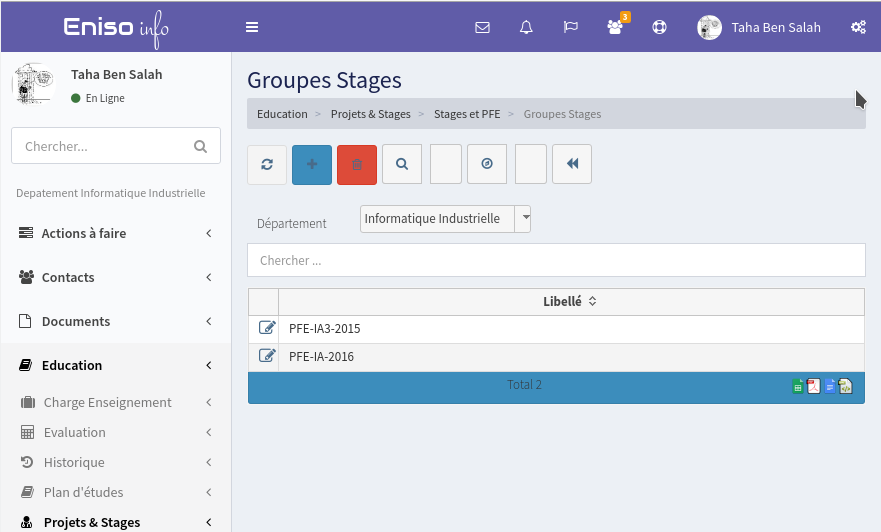 Eniso info
3
Taha Ben Salah
Taha Ben Salah
En Ligne
Chercher...
Depatement Informatique Industrielle
Actions à faire
Contacts
Documents
Education
Charge Enseignement
Evaluation
Historique
Plan d'études
Projets & Stages
Groupes Stages
Education > Projets & Stages > Stages et PFE > Groupes Stages
Département
Informatique Industrielle
Chercher ...
Libellé
PFE-IA3-2015
PFE-IA-2016
Total 2